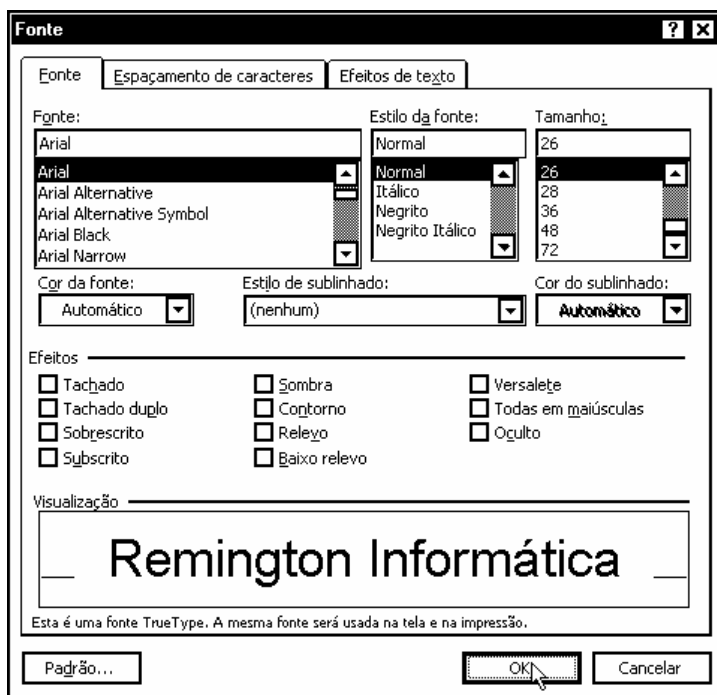 Fonte
Fonte Espaçamento de caracteres Efeitos de texto
Fonte: Estilo da fonte: Tamanho:
Arial Normal 26
Arial Normal 26
Arial Alternative Itálico 28
Arial Alternative Symbol Negrito 36
Arial Black Negrito Itálico 48
Arial Narrow 72
Cor da fonte: Estilo de sublinhado: Cor do sublinhado:
Automático (nenhum) Automático
Efeitos
Tachado Sombra Versalete
Tachado duplo Contorno Todas em maiúsculas
Sobrescrito Relevo Oculto
Subscrito Baixo relevo
Visualização
Remington Informática
Esta é uma fonte TrueType. A mesma fonte será usada na tela e na impressão.
Padrão... OK Cancelar